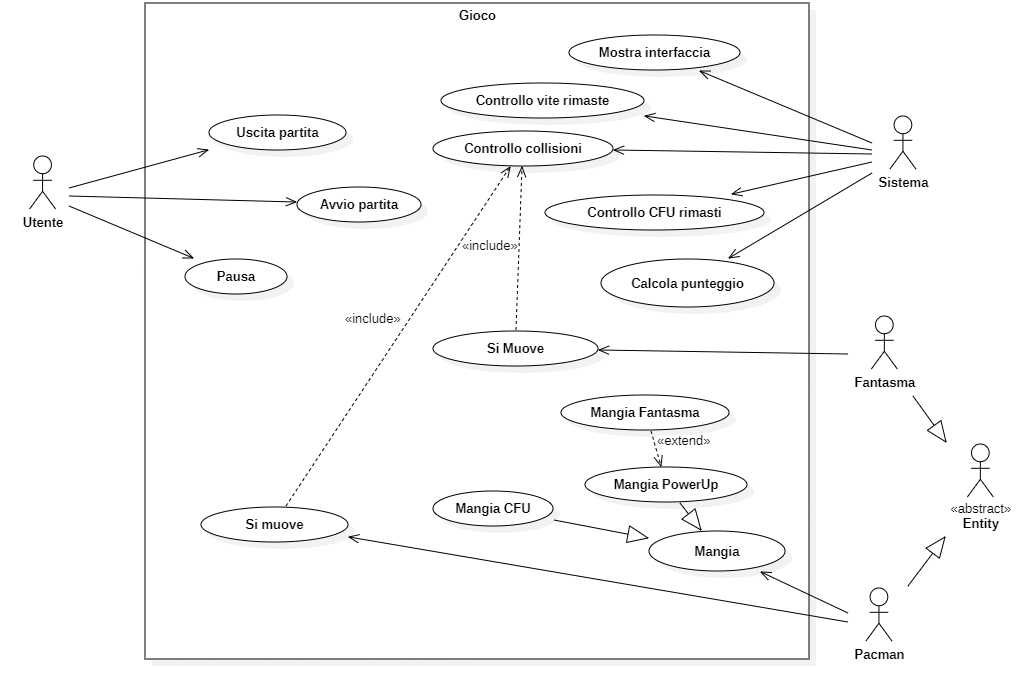 Gioco
Mostra interfaccia
Controllo vite rimaste
Uscita partita
Controllo collisioni
Sistema
Utente
Avvio partita
Controllo CFU rimasti
«include»
Pausa
Calcola punteggio
«include»
Si Muove
Fantasma
Mangia Fantasma
«extend»
Mangia PowerUp
Mangia CFU
«abstract»
Entity
Si muove
Mangia
Pacman